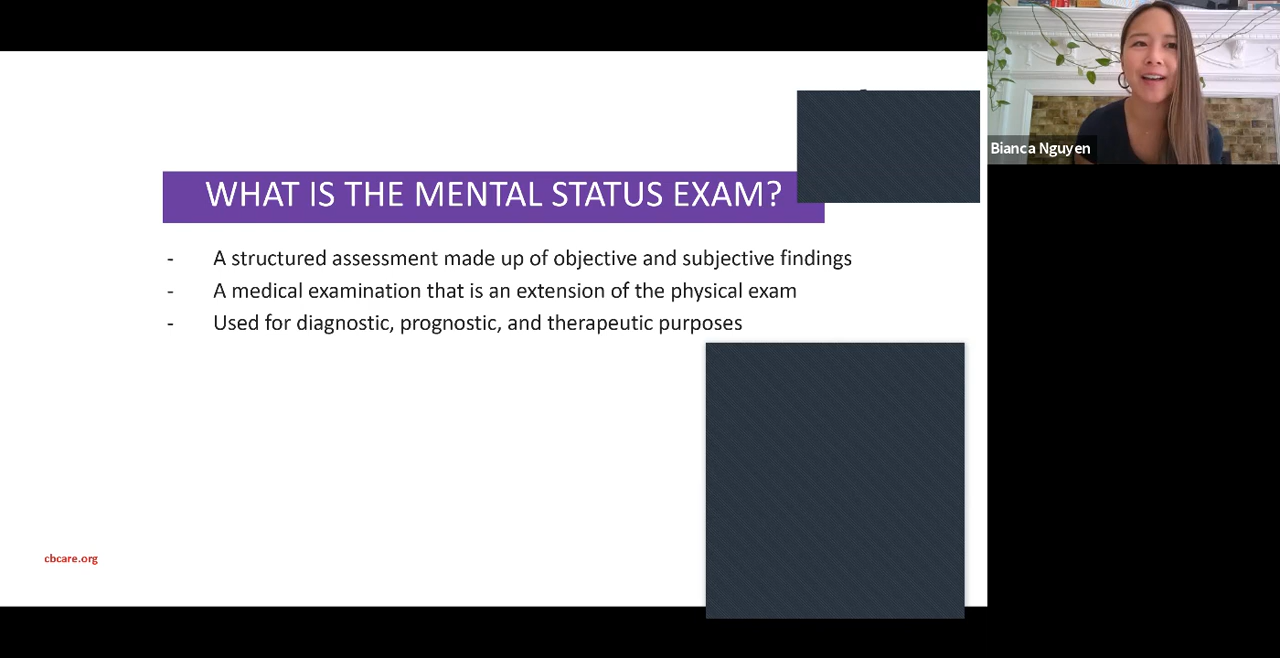 Bianca Nguyen
WHAT IS THE MENTAL STATUS EXAM?
- A structured assessment made up of objective and subjective findings
- A medical examination that is an extension of the physical exam
- Used for diagnostic, prognostic, and therapeutic purposes
cbcare.org